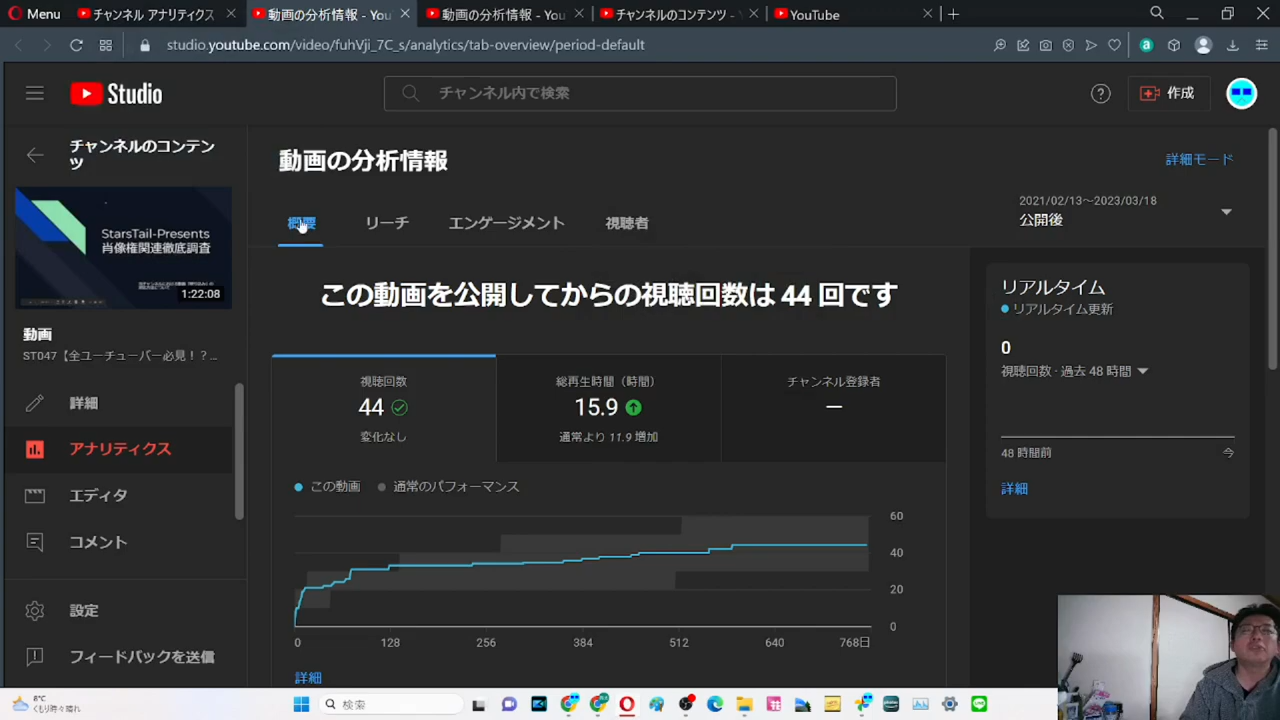 Menu
チャンネル アナリティクス
動画の分析情報 - You
動画の分析情報 - You
チャンネルのコンテンツ -
YouTube
studio.youtube.com/video/fuhVji_7C_s/analytics/tab-overview/period-default
Studio
チャンネル内で検索
作成
チャンネルのコンテン
ツ
StarsTail-Presents
肖像権関連徹底調査
1:22:08
動画
ST047【全ユーチューバー必見！？...
詳細
アナリティクス
エディタ
コメント
設定
フィードバックを送信
動画の分析情報
詳細モード
概要
リーチ
エンゲージメント
視聴者
2021/02/13～2023/03/18
公開後
この動画を公開してからの視聴回数は 44 回です
視聴回数
44
変化なし
総再生時間（時間）
15.9
通常より 11.9 増加
チャンネル登録者
—
この動画
通常のパフォーマンス
60
40
20
0
0
128
256
384
512
640
768日
詳細
リアルタイム
リアルタイム更新
0
視聴回数 · 過去 48 時間
48 時間前
今
詳細
8°C
くもり時々晴れ
検索